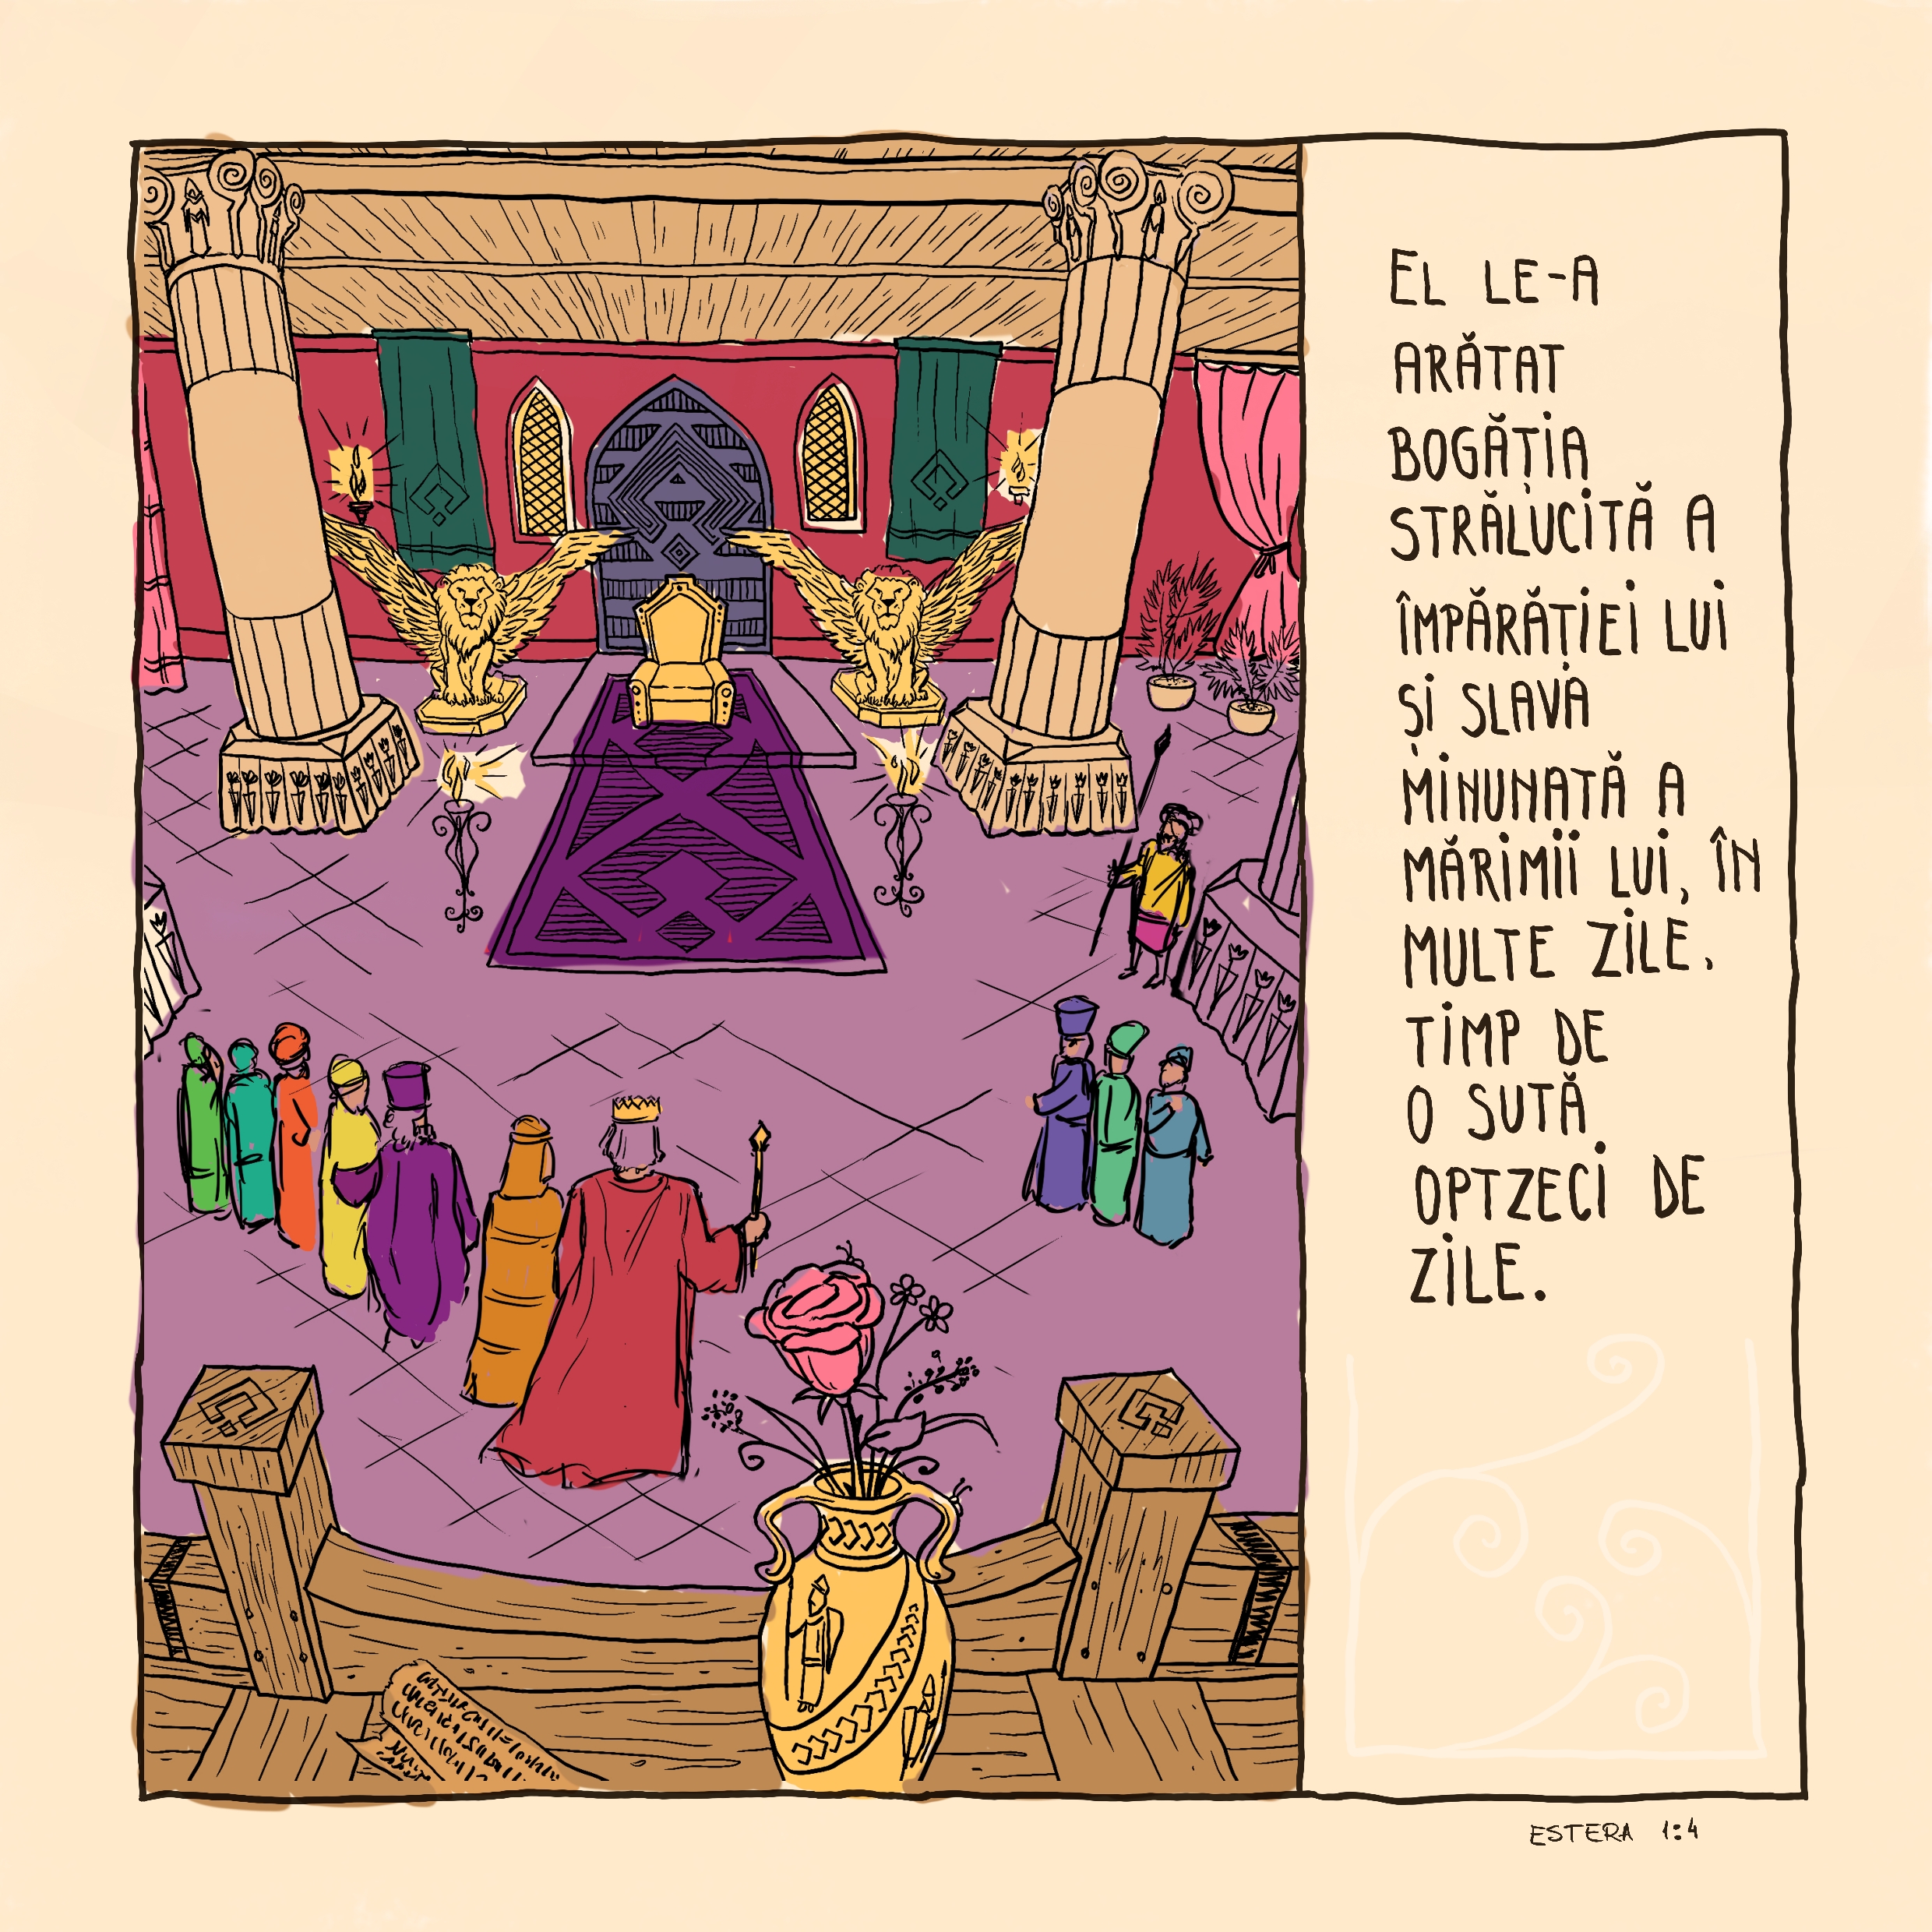 EL LE-A
ARĂTAT
BOGĂȚIA
STRĂLUCITĂ A
ÎMPĂRĂȚIEI LUI
ȘI SLAVA
MINUNATĂ A
MĂRIMII LUI, ÎN
MULTE ZILE,
TIMP DE
O SUTĂ
OPTZECI DE
ZILE.
ESTERA 1:4